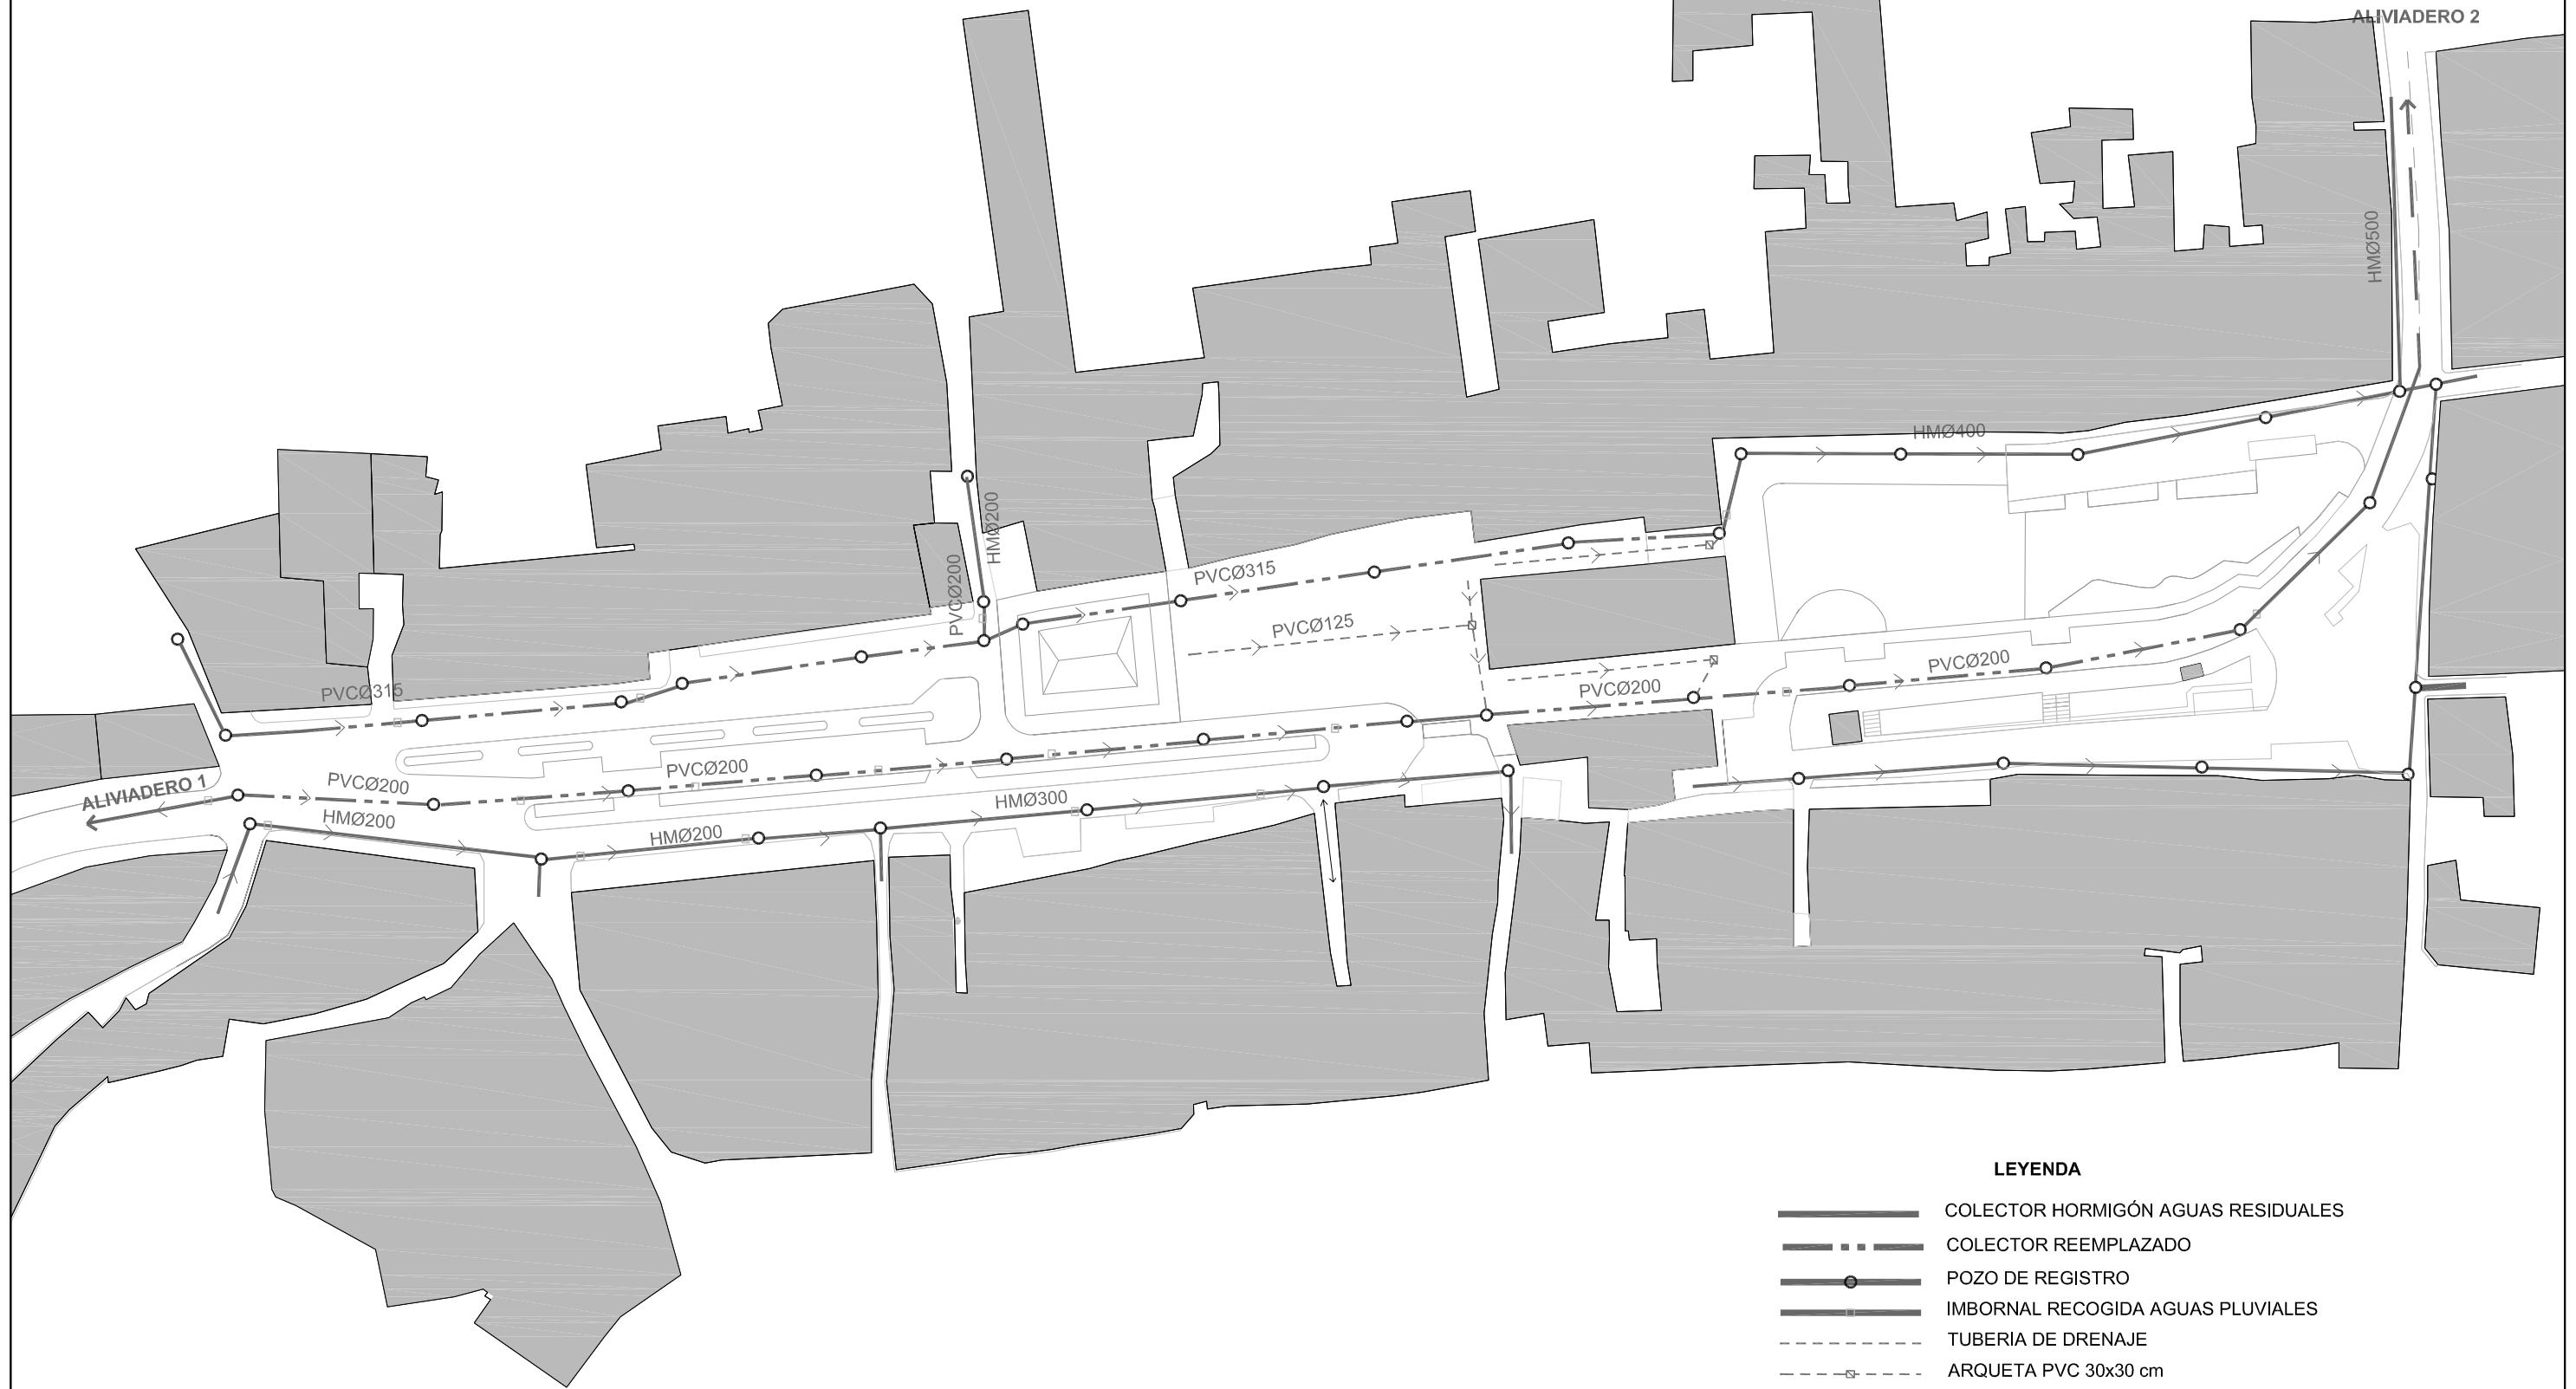 ALIVIADERO 2
HMØ500
HMØ400
HMØ200
PVCØ200
PVCØ315
PVCØ125
PVCØ315
PVCØ200
PVCØ200
PVCØ200
PVCØ200
ALIVIADERO 1
HMØ200
HMØ200
HMØ300
LEYENDA
COLECTOR HORMIGÓN AGUAS RESIDUALES
COLECTOR REEMPLAZADO
POZO DE REGISTRO
IMBORNAL RECOGIDA AGUAS PLUVIALES
TUBERÍA DE DRENAJE
ARQUETA PVC 30x30 cm